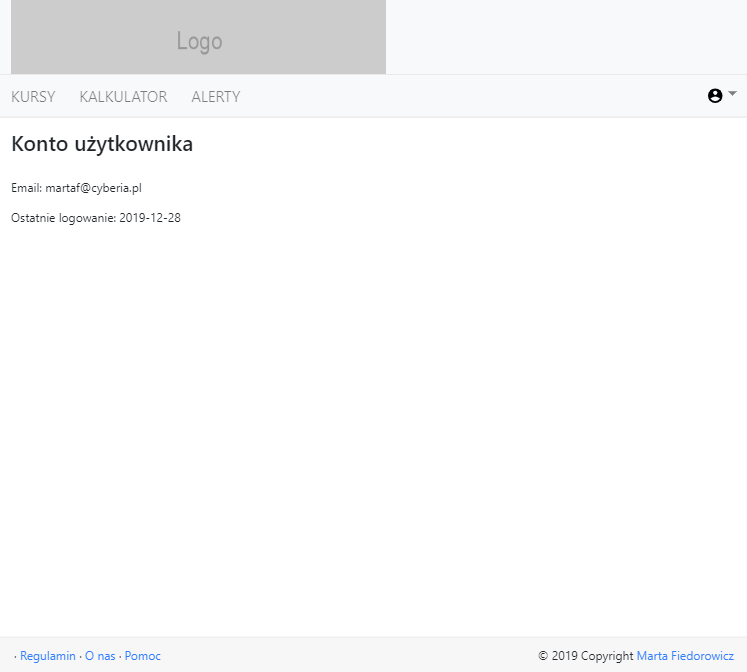 Logo
KURSY KALKULATOR ALERTY
Konto użytkownika
Email: martaf@cyberia.pl
Ostatnie logowanie: 2019-12-28
· Regulamin · O nas · Pomoc
© 2019 Copyright Marta Fiedorowicz